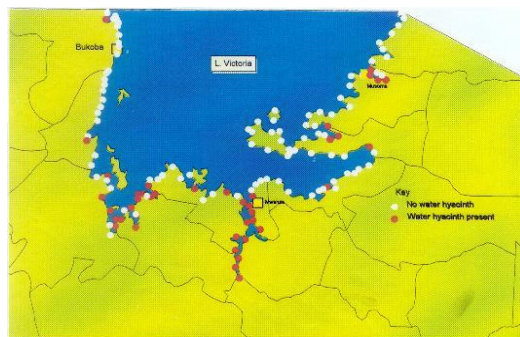 Bukoba
L. Victoria
Musoma
Mwanza
Key
No water hyacinth
Water hyacinth present